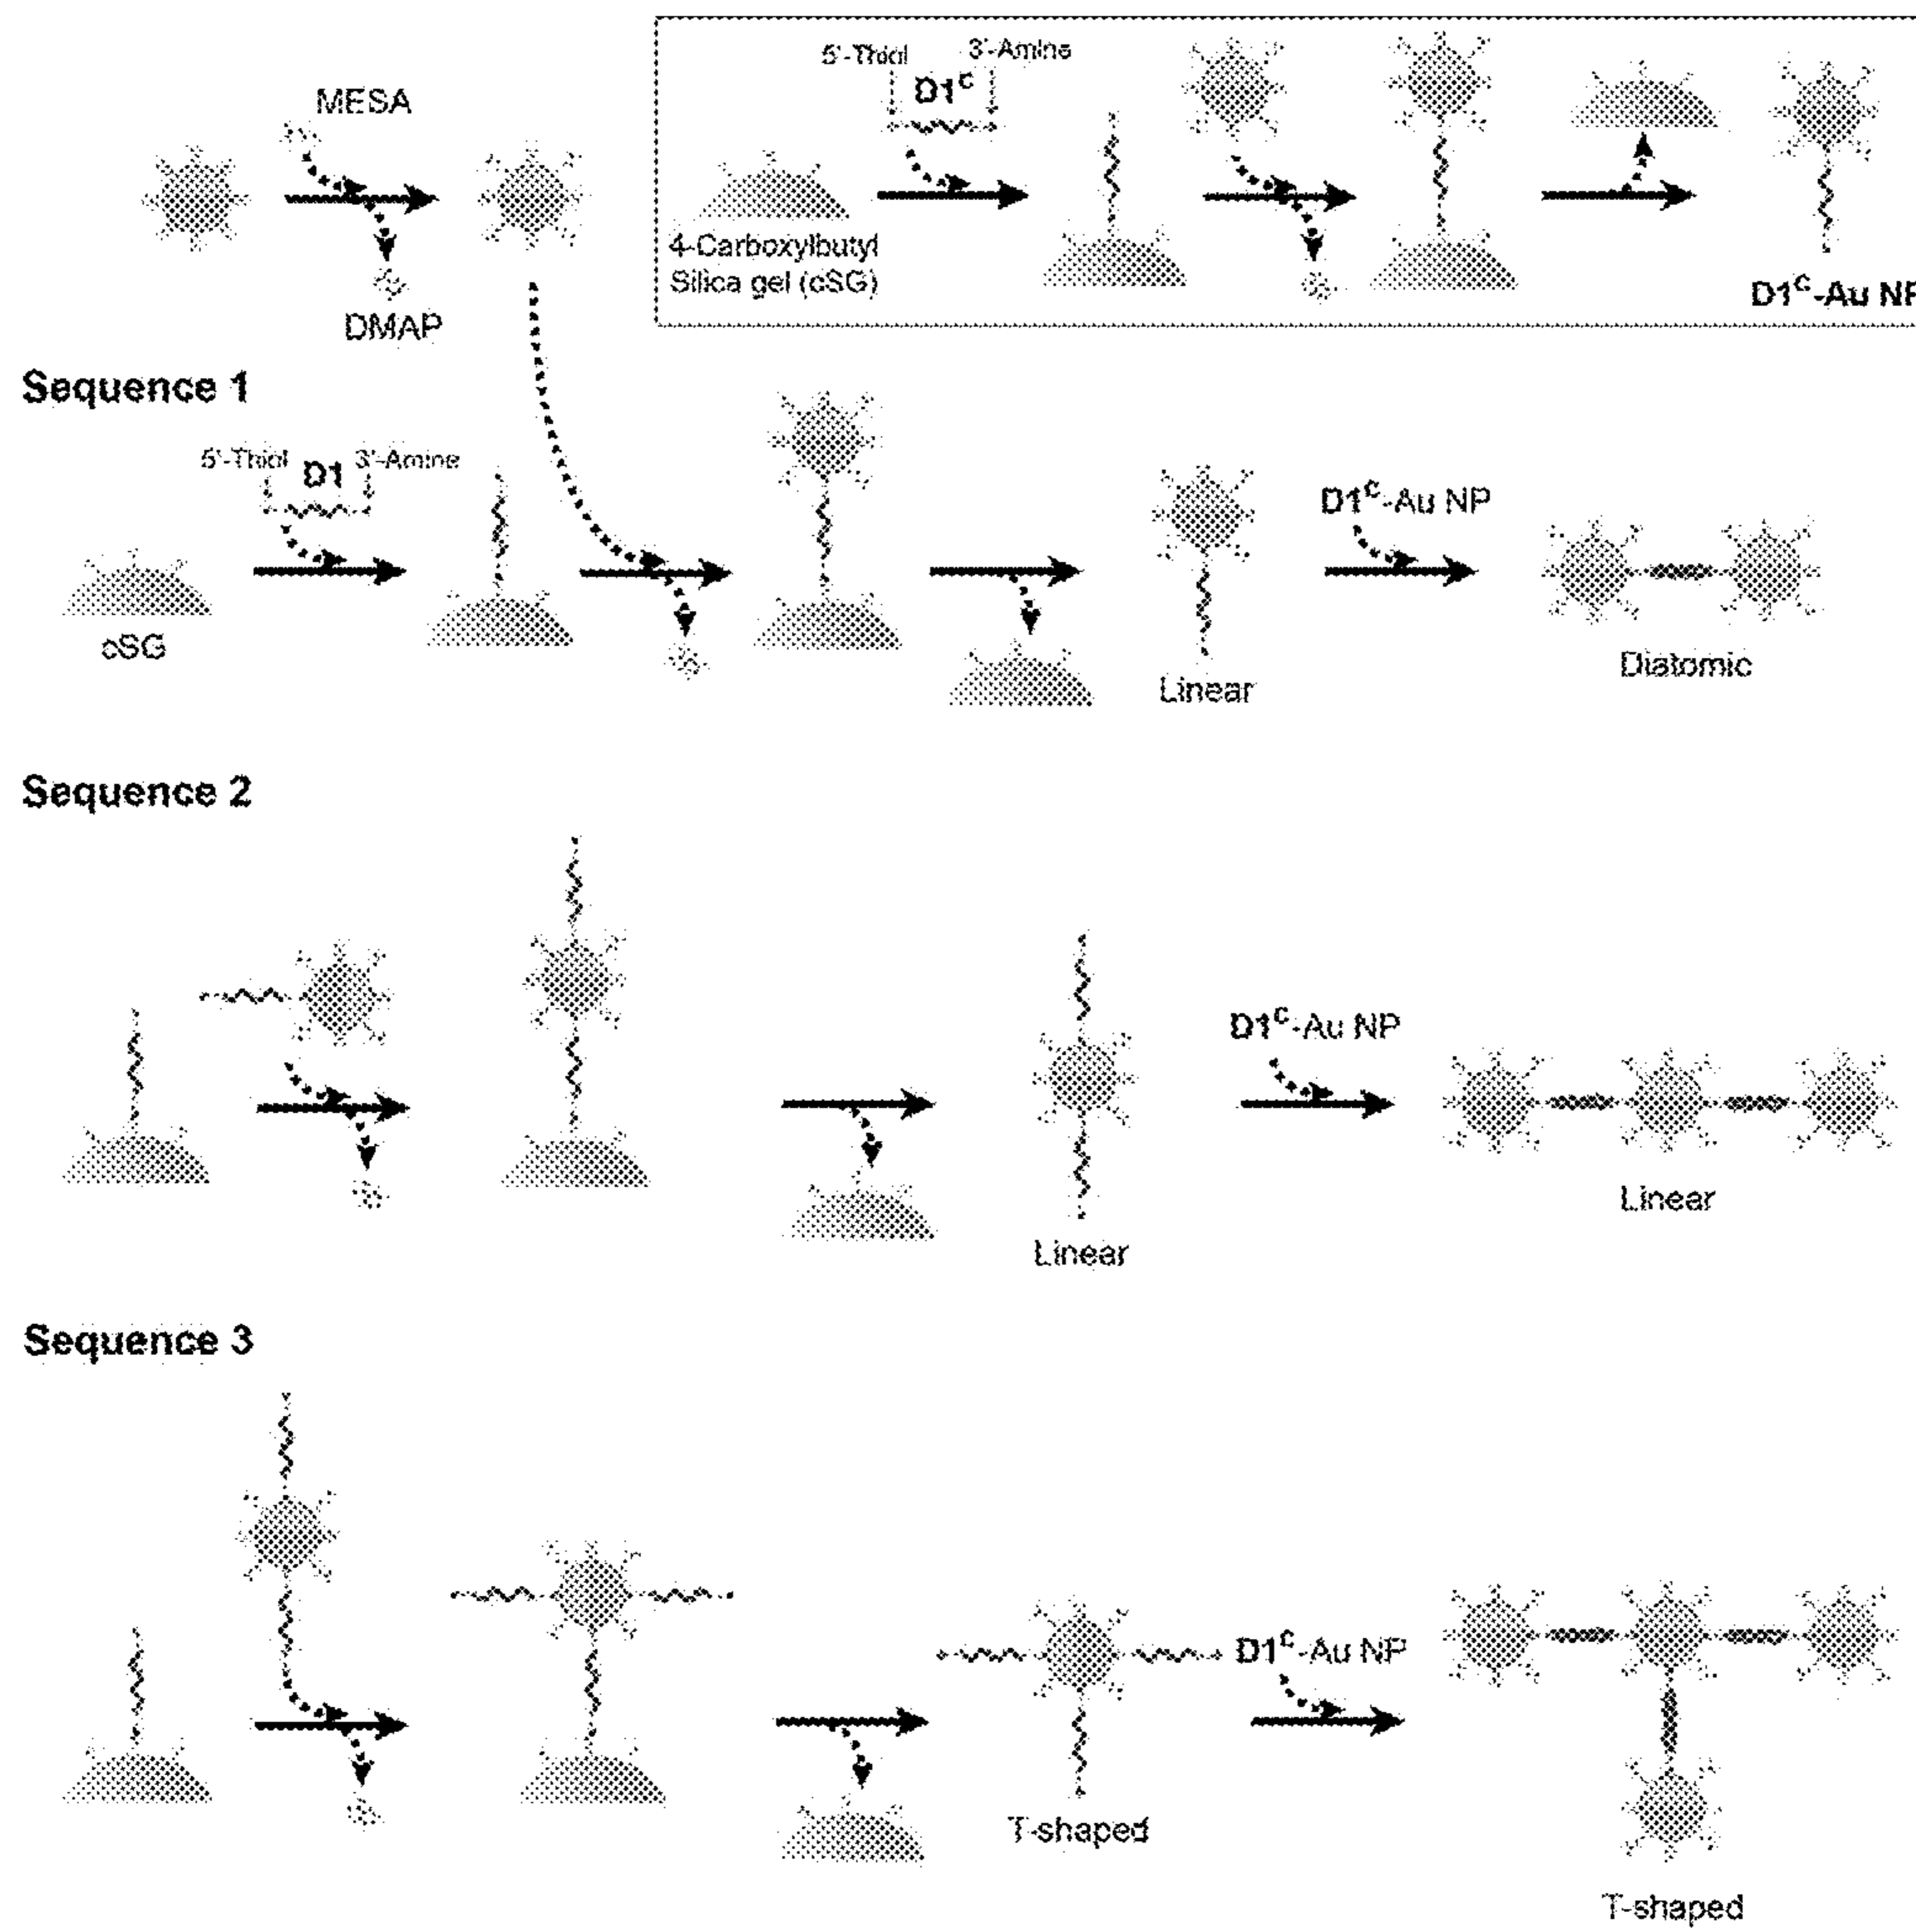 MESA
DMAP
5'-Thiol
3'-Amine
D1C
4-Carboxylbutyl
Silica gel (cSG)
D1C-Au NP
Sequence 1
5'-Thiol
D1
3'-Amine
cSG
Linear
D1C-Au NP
Diatomic
Sequence 2
Linear
D1C-Au NP
Linear
Sequence 3
T-shaped
D1C-Au NP
T-shaped